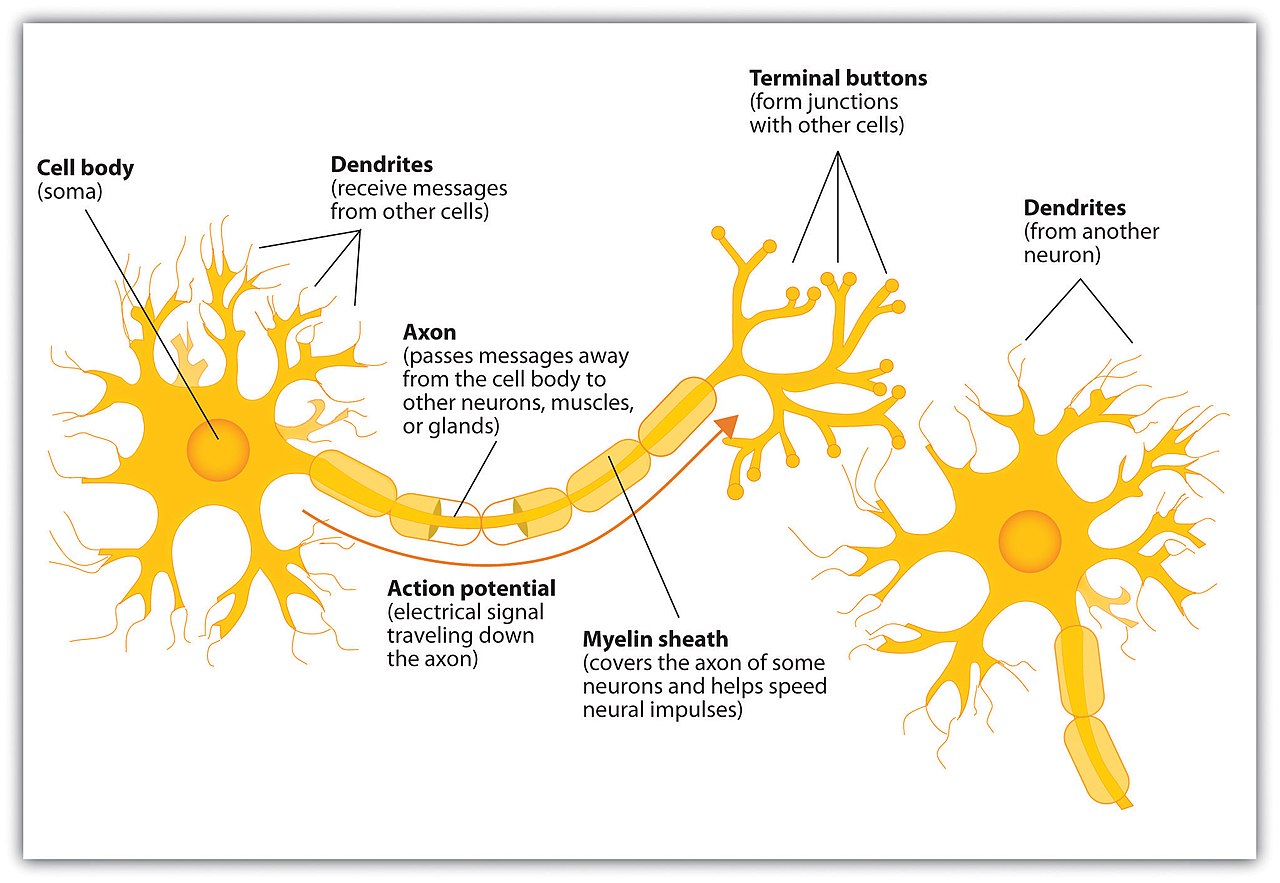 Terminal buttons
(form junctions
with other cells)
Cell body
(soma)
Dendrites
(receive messages
from other cells)
Dendrites
(from another
neuron)
Axon
(passes messages away
from the cell body to
other neurons, muscles,
or glands)
Action potential
(electrical signal
traveling down
the axon)
Myelin sheath
(covers the axon of some
neurons and helps speed
neural impulses)